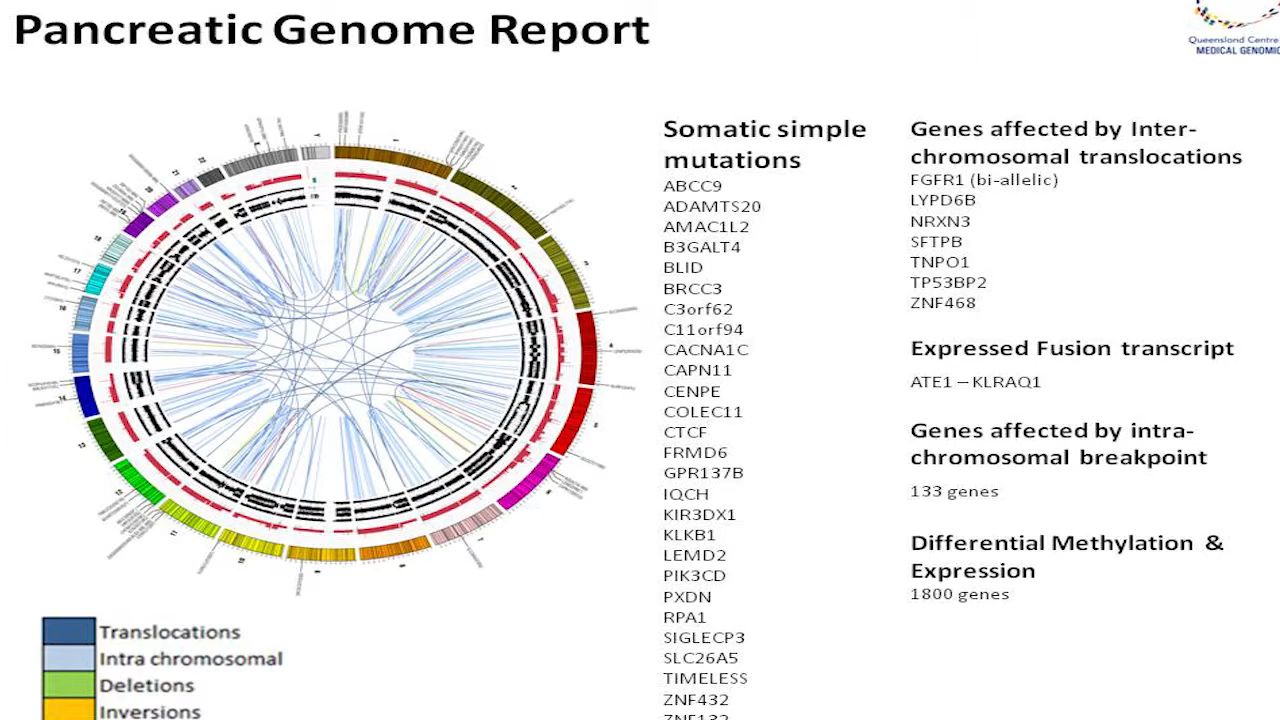 Pancreatic Genome Report
Queensland Centre
MEDICAL GENOMIC
Somatic simple
mutations
ABCC9
ADAMTS20
AMAC1L2
B3GALT4
BLID
BRCC3
C3orf62
C11orf94
CACNA1C
CAPN11
CENPE
COLEC11
CTCF
FRMD6
GPR137B
IQCH
KIR3DX1
KLKB1
LEMD2
PIK3CD
PXDN
RPA1
SIGLECP3
SLC26A5
TIMELESS
ZNF432
ZNF132
Genes affected by Inter-
chromosomal translocations
FGFR1 (bi-allelic)
LYPD6B
NRXN3
SFTPB
TNPO1
TP53BP2
ZNF468
Expressed Fusion transcript
ATE1 – KLRAQ1
Genes affected by intra-
chromosomal breakpoint
133 genes
Differential Methylation &
Expression
1800 genes
Translocations
Intra chromosomal
Deletions
Inversions